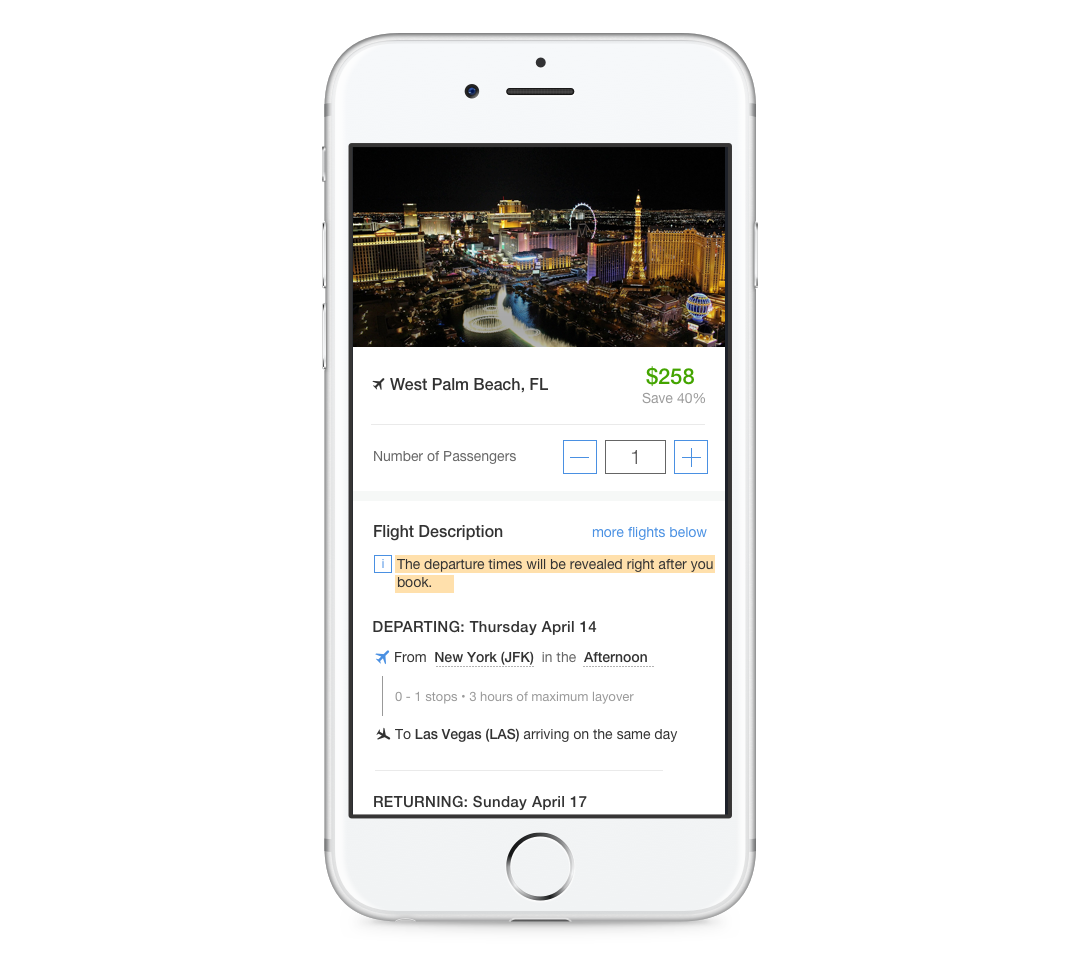 West Palm Beach, FL
$258
Save 40%
Number of Passengers
1
Flight Description
more flights below
i
The departure times will be revealed right after you
book.
DEPARTING: Thursday April 14
From New York (JFK) in the Afternoon
0 - 1 stops • 3 hours of maximum layover
To Las Vegas (LAS) arriving on the same day
RETURNING: Sunday April 17